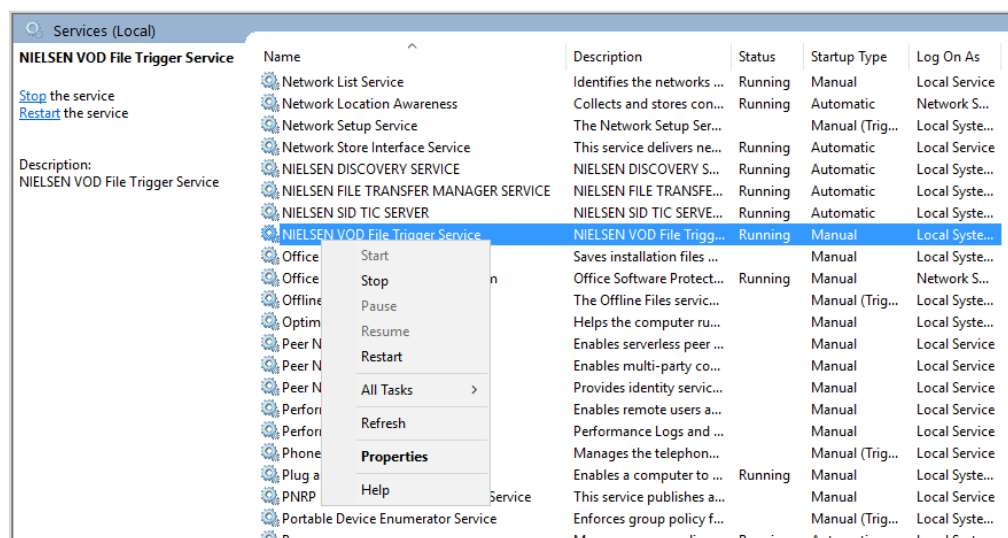 Services (Local)
NIELSEN VOD File Trigger Service
Stop the service
Restart the service
Description:
NIELSEN VOD File Trigger Service
Name Description Status Startup Type Log On As
Network List Service Identifies the networks ... Running Manual Local Service
Network Location Awareness Collects and stores con... Running Automatic Network S...
Network Setup Service The Network Setup Ser... Manual (Trig... Local Syste...
Network Store Interface Service This service delivers ne... Running Automatic Local Service
NIELSEN DISCOVERY SERVICE NIELSEN DISCOVERY S... Running Automatic Local Syste...
NIELSEN FILE TRANSFER MANAGER SERVICE NIELSEN FILE TRANSFE... Running Automatic Local Syste...
NIELSEN SID TIC SERVER NIELSEN SID TIC SERVE... Running Automatic Local Syste...
NIELSEN VOD File Trigger Service NIELSEN VOD File Trigg... Running Manual Local Syste...
Office Saves installation files ... Manual Local Syste...
Office m Office Software Protect... Running Manual Network S...
Offline The Offline Files servic... Manual (Trig... Local Syste...
Optim Helps the computer ru... Manual Local Syste...
Peer N Enables serverless peer ... Manual Local Service
Peer N Enables multi-party co... Manual Local Service
Peer N Provides identity servic... Manual Local Service
Perfor Enables remote users a... Manual Local Service
Perfor Performance Logs and ... Manual Local Service
Phone Manages the telephon... Manual (Trig... Local Service
Plug a Enables a computer to ... Running Manual Local Syste...
PNRP Service This service publishes a... Manual Local Service
Portable Device Enumerator Service Enforces group policy f... Manual (Trig... Local Syste...
Start
Stop
Pause
Resume
Restart
All Tasks
Refresh
Properties
Help